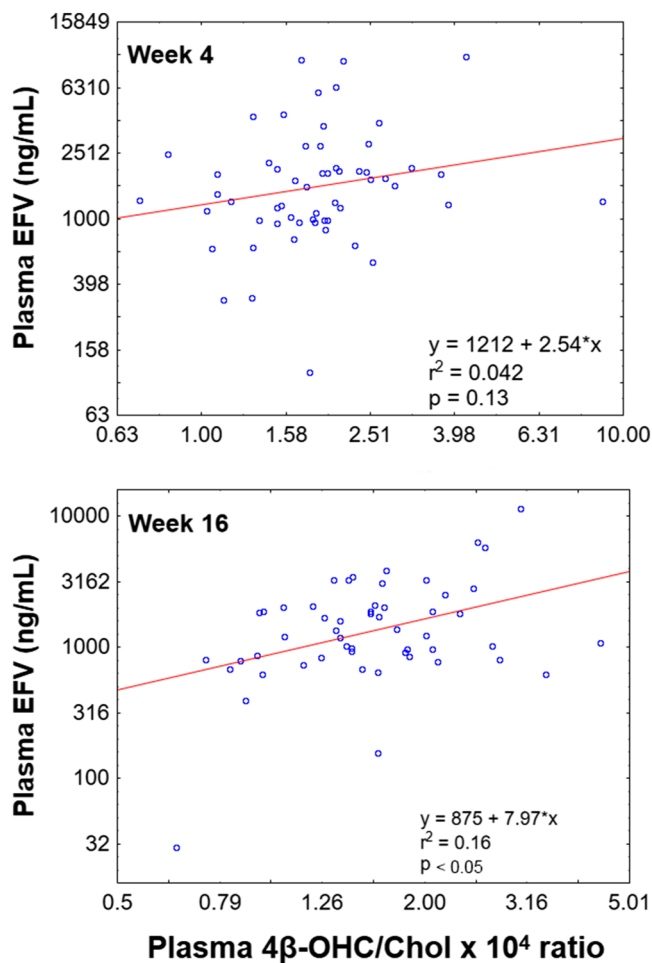 Week 4
Plasma EFV (ng/mL)
15849
6310
2512
1000
398
158
63
y = 1212 + 2.54*x
r² = 0.042
p = 0.13
0.63 1.00 1.58 2.51 3.98 6.31 10.00
Week 16
Plasma EFV (ng/mL)
10000
3162
1000
316
100
32
y = 875 + 7.97*x
r² = 0.16
p < 0.05
0.5 0.79 1.26 2.00 3.16 5.01
Plasma 4β-OHC/Chol x 10⁴ ratio